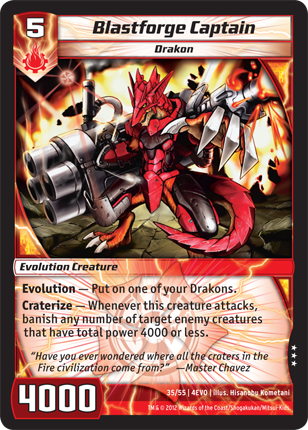 5
Blastforge Captain
Drakon
Evolution Creature
Evolution — Put on one of your Drakons.
Craterize — Whenever this creature attacks,
banish any number of target enemy creatures
that have total power 4000 or less.
"Have you ever wondered where all the craters in the
Fire civilization come from?" —Master Chavez
4000
35/55 | 4EVO | illus. Hisanobu Kometani
TM & © 2012 Wizards of the Coast/Shogakukan/Mitsui-Kids.